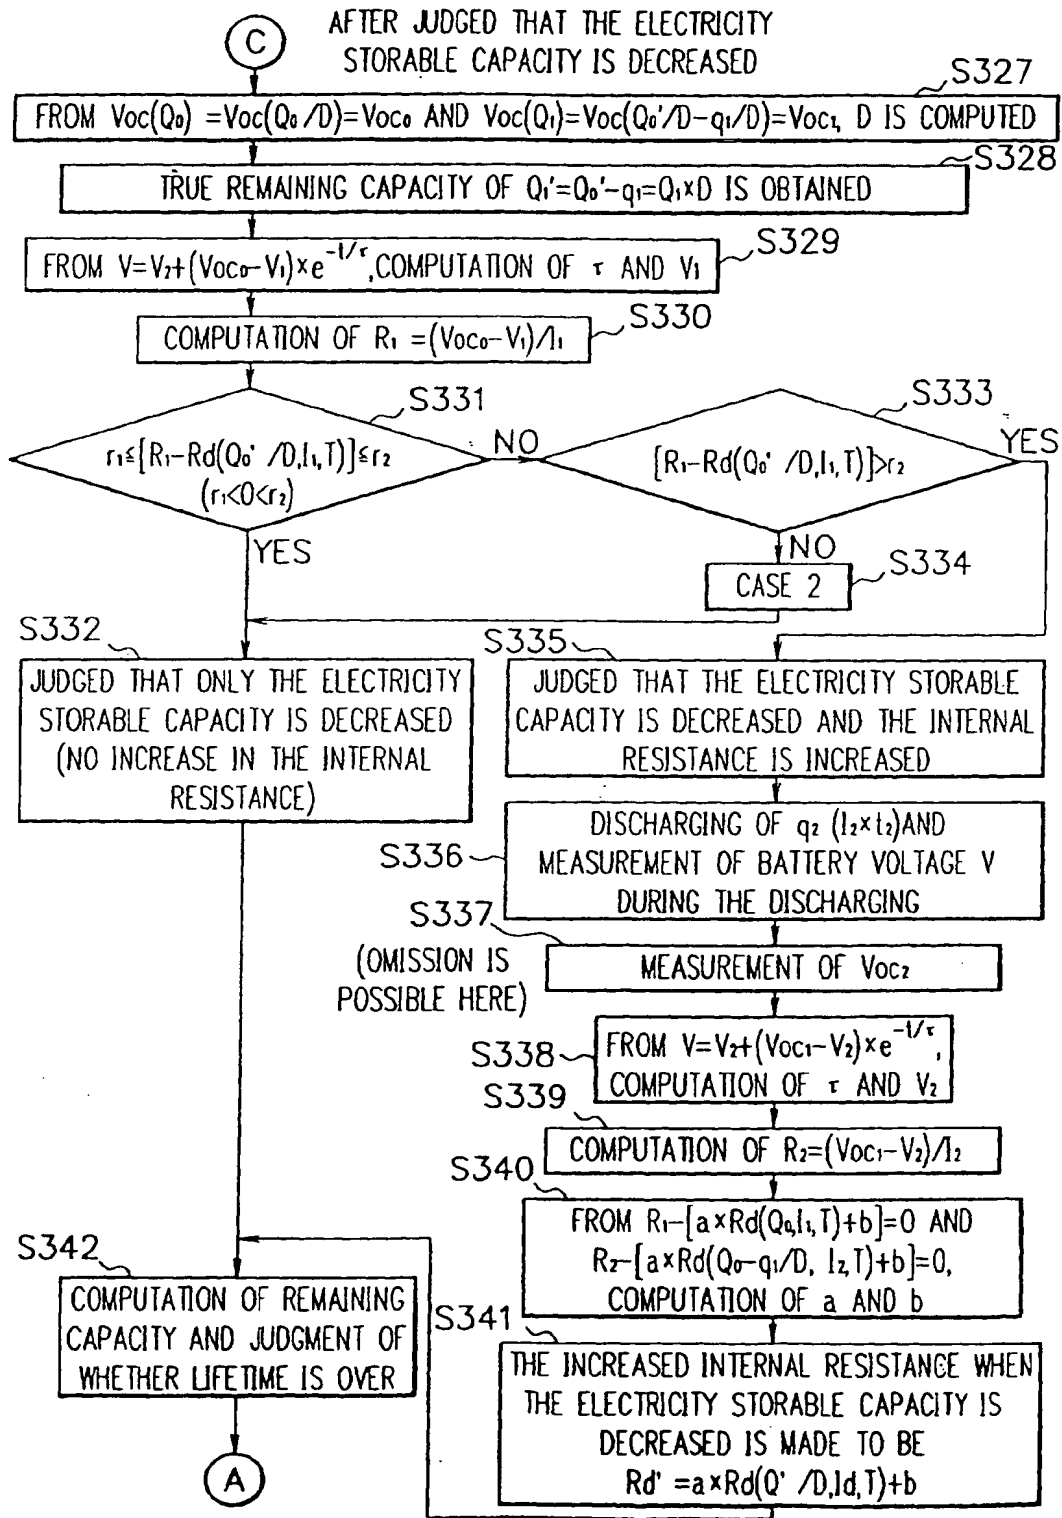 C
AFTER JUDGED THAT THE ELECTRICITY
STORABLE CAPACITY IS DECREASED
S327
FROM Voc(Q₀) =Voc(Q₀'/D)=Voc₀ AND Voc(Q₁)=Voc(Q₀'/D-q₁/D)=Voc₁, D IS COMPUTED
S328
TRUE REMAINING CAPACITY OF Q₁'=Q₀'-q₁=Q₁×D IS OBTAINED
S329
FROM V=V₂+(Voc₀-V₁)×e^-t/τ,COMPUTATION OF τ AND V₁
S330
COMPUTATION OF R₁ =(Voc₀-V₁)/I₁
S331
r₁≦[R₁-Rd(Q₀' /D,I₁,T)]≦r₂
(r₁<0<r₂)
NO
YES
S333
[R₁-Rd(Q₀' /D,I₁,T)]>r₂
YES
NO
S334
CASE 2
S332
JUDGED THAT ONLY THE ELECTRICITY
STORABLE CAPACITY IS DECREASED
(NO INCREASE IN THE INTERNAL
RESISTANCE)
S335
JUDGED THAT THE ELECTRICITY STORABLE
CAPACITY IS DECREASED AND THE INTERNAL
RESISTANCE IS INCREASED
S336
DISCHARGING OF q₂ (I₂×t₂)AND
MEASUREMENT OF BATTERY VOLTAGE V
DURING THE DISCHARGING
S337
(OMISSION IS
POSSIBLE HERE)
MEASUREMENT OF Voc₂
S338
FROM V=V₂+(Voc₁-V₂)×e^-t/τ,
COMPUTATION OF τ AND V₂
S339
COMPUTATION OF R₂=(Voc₁-V₂)/I₂
S340
FROM R₁-[a×Rd(Q₀,I₁,T)+b]=0 AND
R₂-[a×Rd(Q₀-q₁/D, I₂,T)+b]=0,
COMPUTATION OF a AND b
S341
THE INCREASED INTERNAL RESISTANCE WHEN
THE ELECTRICITY STORABLE CAPACITY IS
DECREASED IS MADE TO BE
Rd' =a×Rd(Q' /D,Id,T)+b
S342
COMPUTATION OF REMAINING
CAPACITY AND JUDGMENT OF
WHETHER LIFETIME IS OVER
A